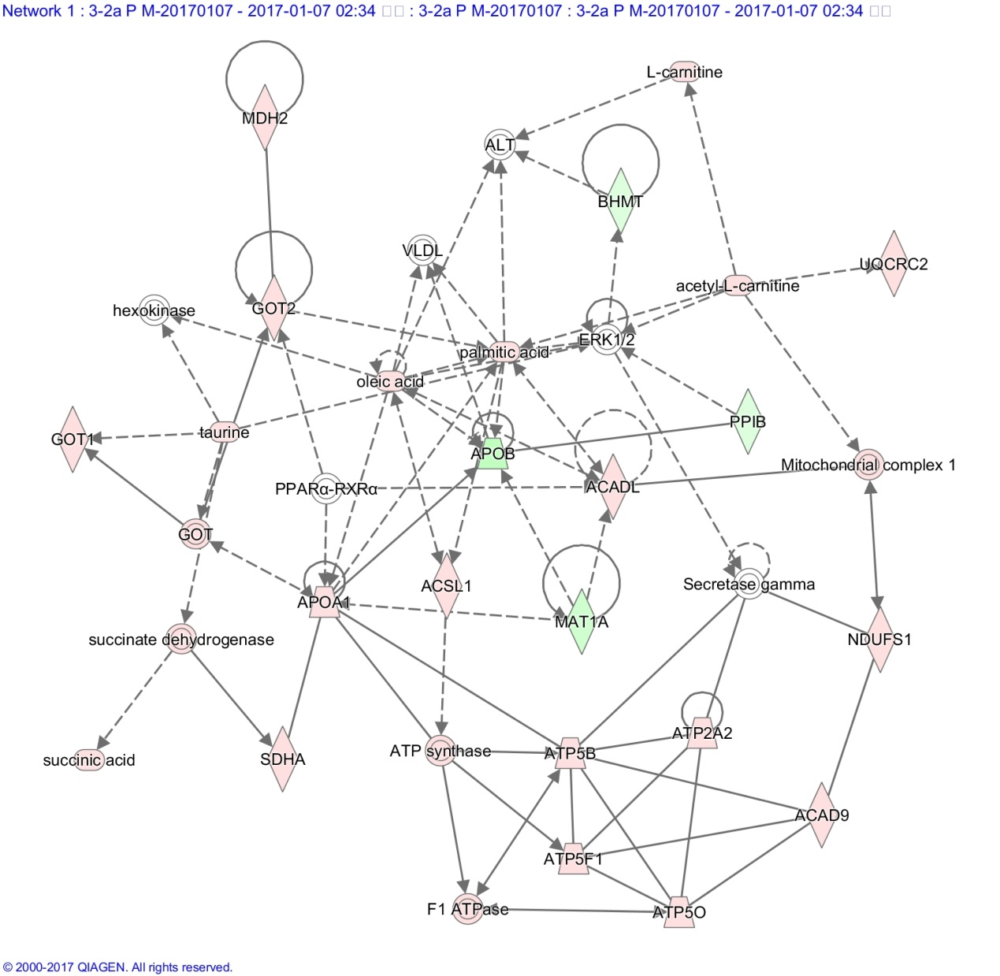 Network 1 : 3-2a P M-20170107 - 2017-01-07 02:34 □□ : 3-2a P M-20170107 : 3-2a P M-20170107 - 2017-01-07 02:34 □□
L-carnitine
MDH2
ALT
BHMT
VLDL
UQCRC2
acetyl-L-carnitine
hexokinase
GOT2
ERK1/2
palmitic acid
oleic acid
PPIB
taurine
GOT1
APOB
Mitochondrial complex 1
PPARα-RXRα
ACADL
GOT
Secretase gamma
ACSL1
APOA1
MAT1A
succinate dehydrogenase
NDUFS1
ATP2A2
ATP synthase
ATP5B
succinic acid
SDHA
ACAD9
ATP5F1
F1 ATPase
ATP5O
© 2000-2017 QIAGEN. All rights reserved.